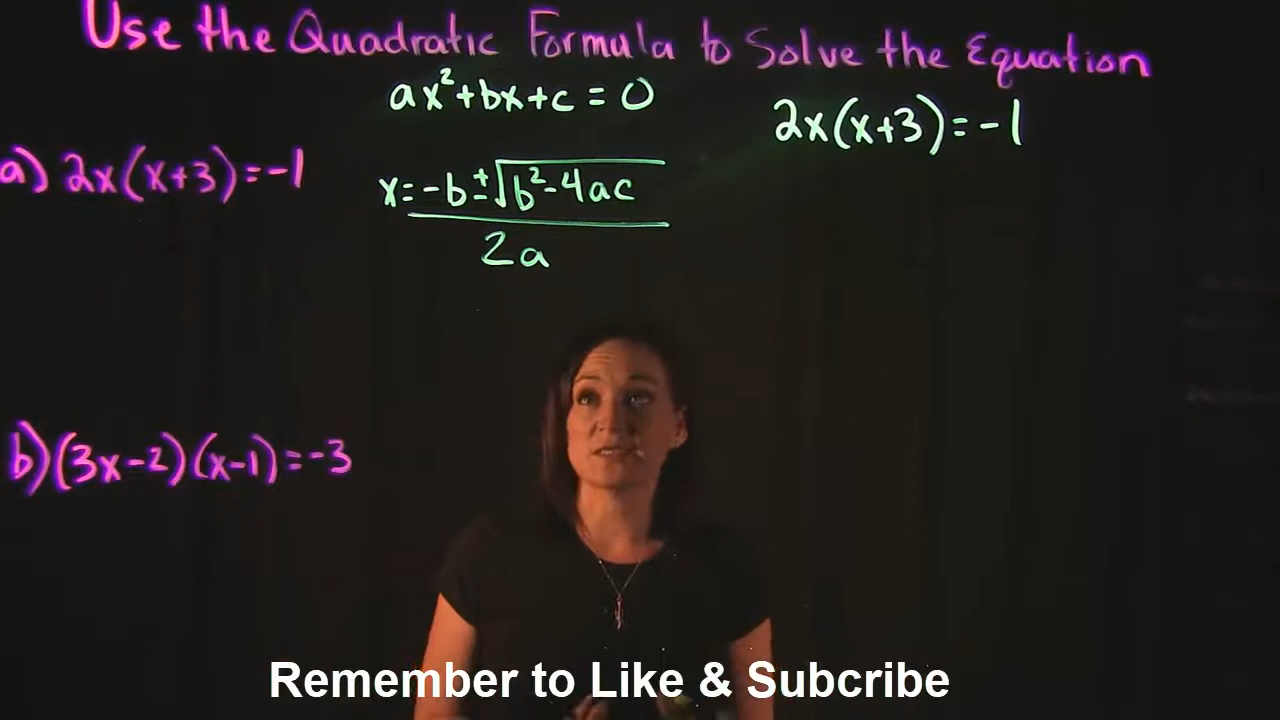 Use the Quadratic Formula to Solve the Equation
ax²+bx+c=0
2x(x+3)=-1
a) 2x(x+3)=-1
x=-b±√b²-4ac
2a
b)(3x-2)(x-1)=-3
Remember to Like & Subcribe